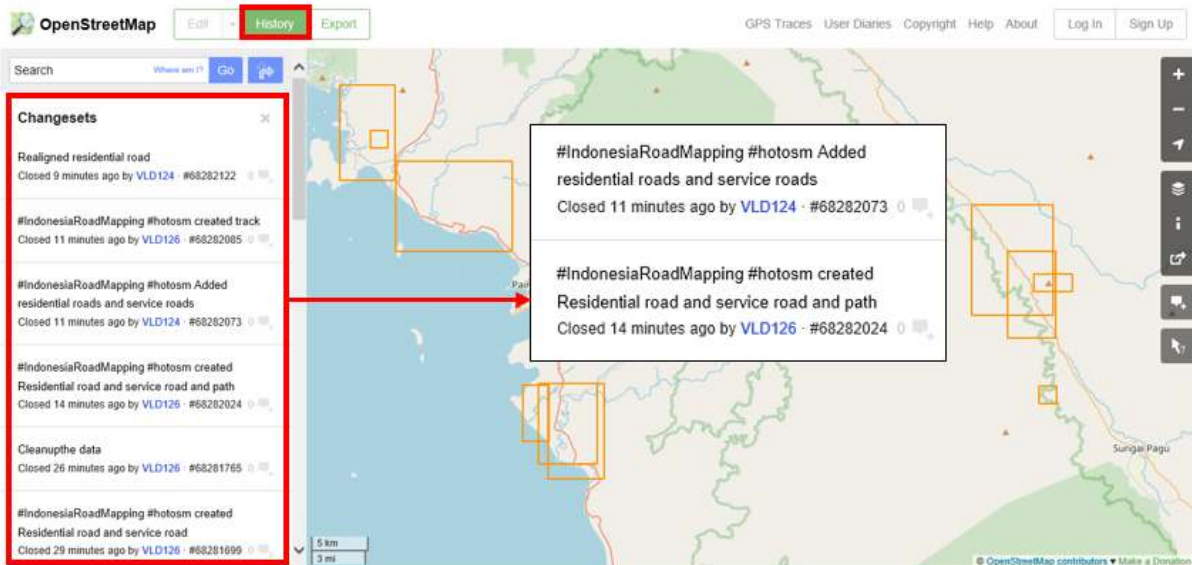 OpenStreetMap
Edit
History
Export
GPS Traces User Diaries Copyright Help About
Log In
Sign Up
Search
Where am I?
Go
Changesets
Realigned residential road
Closed 9 minutes ago by VLD124 · #68282122 0
#IndonesiaRoadMapping #hotosm created track
Closed 11 minutes ago by VLD126 · #68282085 0
#IndonesiaRoadMapping #hotosm Added
residential roads and service roads
Closed 11 minutes ago by VLD124 · #68282073 0
#IndonesiaRoadMapping #hotosm created
Residential road and service road and path
Closed 14 minutes ago by VLD126 · #68282024 0
Cleanupthe data
Closed 26 minutes ago by VLD126 · #68281765 0
#IndonesiaRoadMapping #hotosm created
Residential road and service road
Closed 29 minutes ago by VLD126 · #68281699 0
#IndonesiaRoadMapping #hotosm Added
residential roads and service roads
Closed 11 minutes ago by VLD124 · #68282073 0
#IndonesiaRoadMapping #hotosm created
Residential road and service road and path
Closed 14 minutes ago by VLD126 · #68282024 0
Sungai Pagu
5 km
3 mi
© OpenStreetMap contributors ♥ Make a Donation